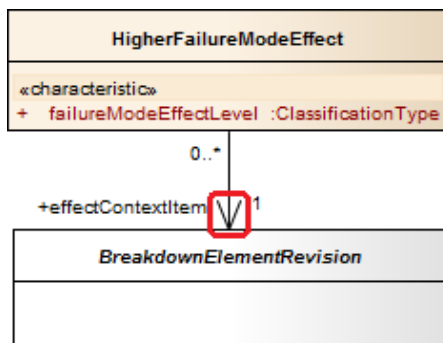 HigherFailureModeEffect
«characteristic»
+ failureModeEffectLevel :ClassificationType
0..*
+effectContextItem 1
BreakdownElementRevision